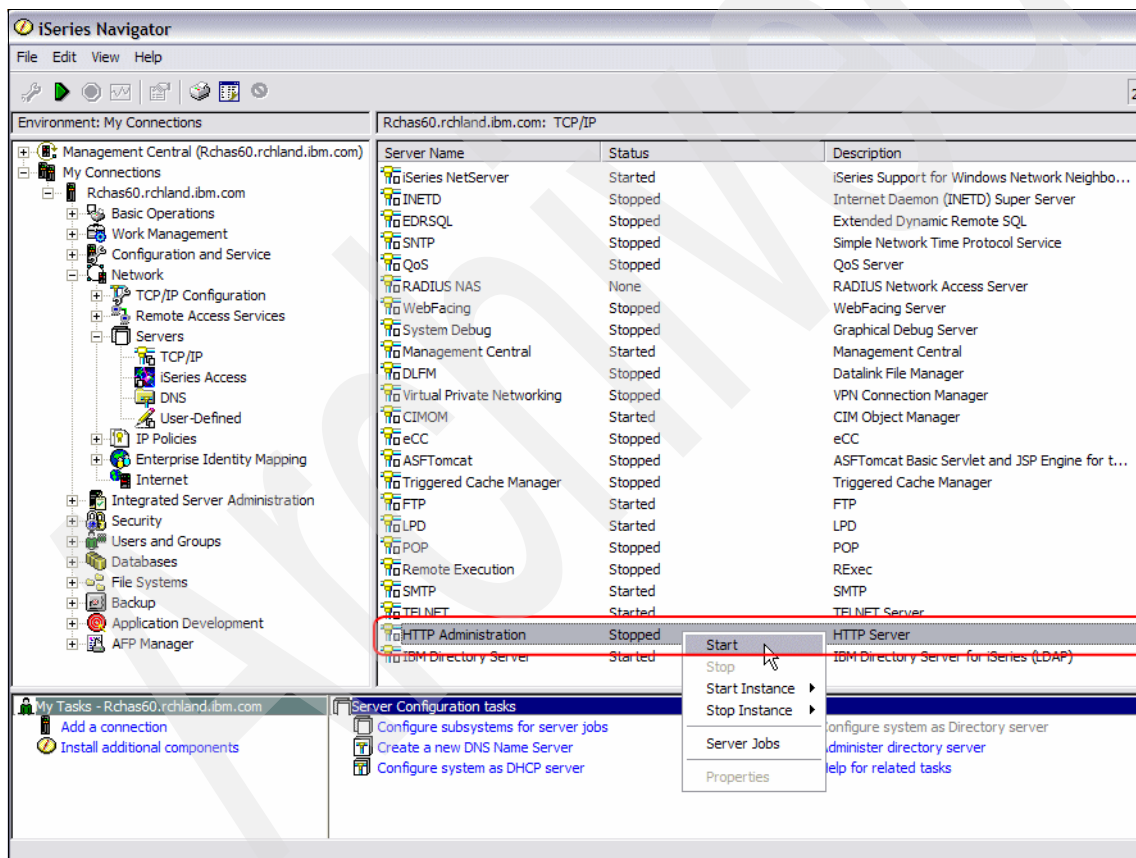 iSeries Navigator
File Edit View Help
Environment: My Connections
Rchas60.rchland.ibm.com: TCP/IP
Management Central (Rchas60.rchland.ibm.com)
My Connections
Rchas60.rchland.ibm.com
Basic Operations
Work Management
Configuration and Service
Network
TCP/IP Configuration
Remote Access Services
Servers
TCP/IP
iSeries Access
DNS
User-Defined
IP Policies
Enterprise Identity Mapping
Internet
Integrated Server Administration
Security
Users and Groups
Databases
File Systems
Backup
Application Development
AFP Manager
Server Name Status Description
iSeries NetServer Started iSeries Support for Windows Network Neighbo...
INETD Stopped Internet Daemon (INETD) Super Server
EDRSQL Stopped Extended Dynamic Remote SQL
SNTP Stopped Simple Network Time Protocol Service
QoS Stopped QoS Server
RADIUS NAS None RADIUS Network Access Server
WebFacing Stopped WebFacing Server
System Debug Stopped Graphical Debug Server
Management Central Started Management Central
DLFM Stopped Datalink File Manager
Virtual Private Networking Stopped VPN Connection Manager
CIMOM Started CIM Object Manager
eCC Stopped eCC
ASFTomcat Stopped ASFTomcat Basic Servlet and JSP Engine for t...
Triggered Cache Manager Stopped Triggered Cache Manager
FTP Started FTP
LPD Started LPD
POP Stopped POP
Remote Execution Stopped RExec
SMTP Started SMTP
TELNET Started TELNET Server
HTTP Administration Stopped HTTP Server
IBM Directory Server Started IBM Directory Server for iSeries (LDAP)
Start
Stop
Start Instance
Stop Instance
Server Jobs
Properties
My Tasks - Rchas60.rchland.ibm.com
Add a connection
Install additional components
Server Configuration tasks
Configure subsystems for server jobs
Create a new DNS Name Server
Configure system as DHCP server
onfigure system as Directory server
dminister directory server
elp for related tasks
Archive